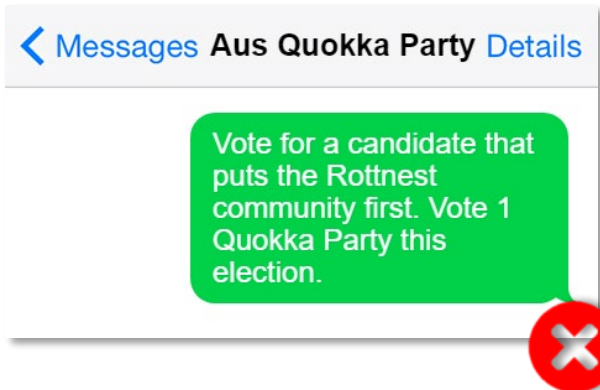 Messages Aus Quokka Party Details
Vote for a candidate that
puts the Rottnest
community first. Vote 1
Quokka Party this
election.